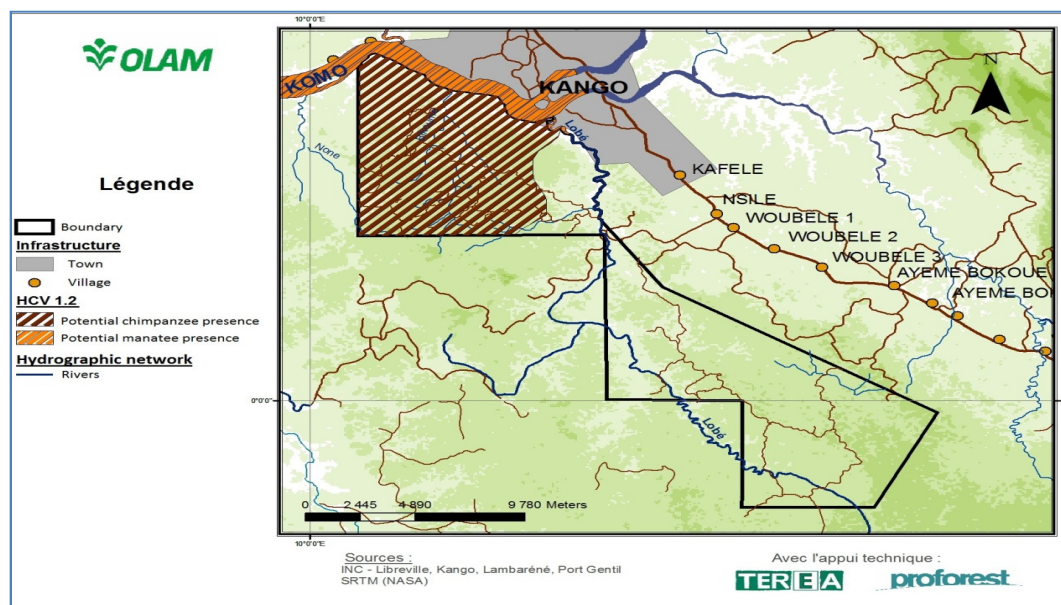 OLAM
Légende
Boundary
Infrastructure
Town
Village
HCV 1.2
Potential chimpanzee presence
Potential manatee presence
Hydrographic network
Rivers
10°0'0"E
KOMO
KANGO
N
Lobé
None
KAFELE
NSILE
WOUBELE 1
WOUBELE 2
WOUBELE 3
AYEME BOKOUE
AYEME BOK
0°0'0"
Lobé
0 2 445 4 890 9 780 Meters
10°0'0"E
Sources :
INC - Libreville, Kango, Lambaréné, Port Gentil
SRTM (NASA)
Avec l'appui technique :
TEREA
proforest